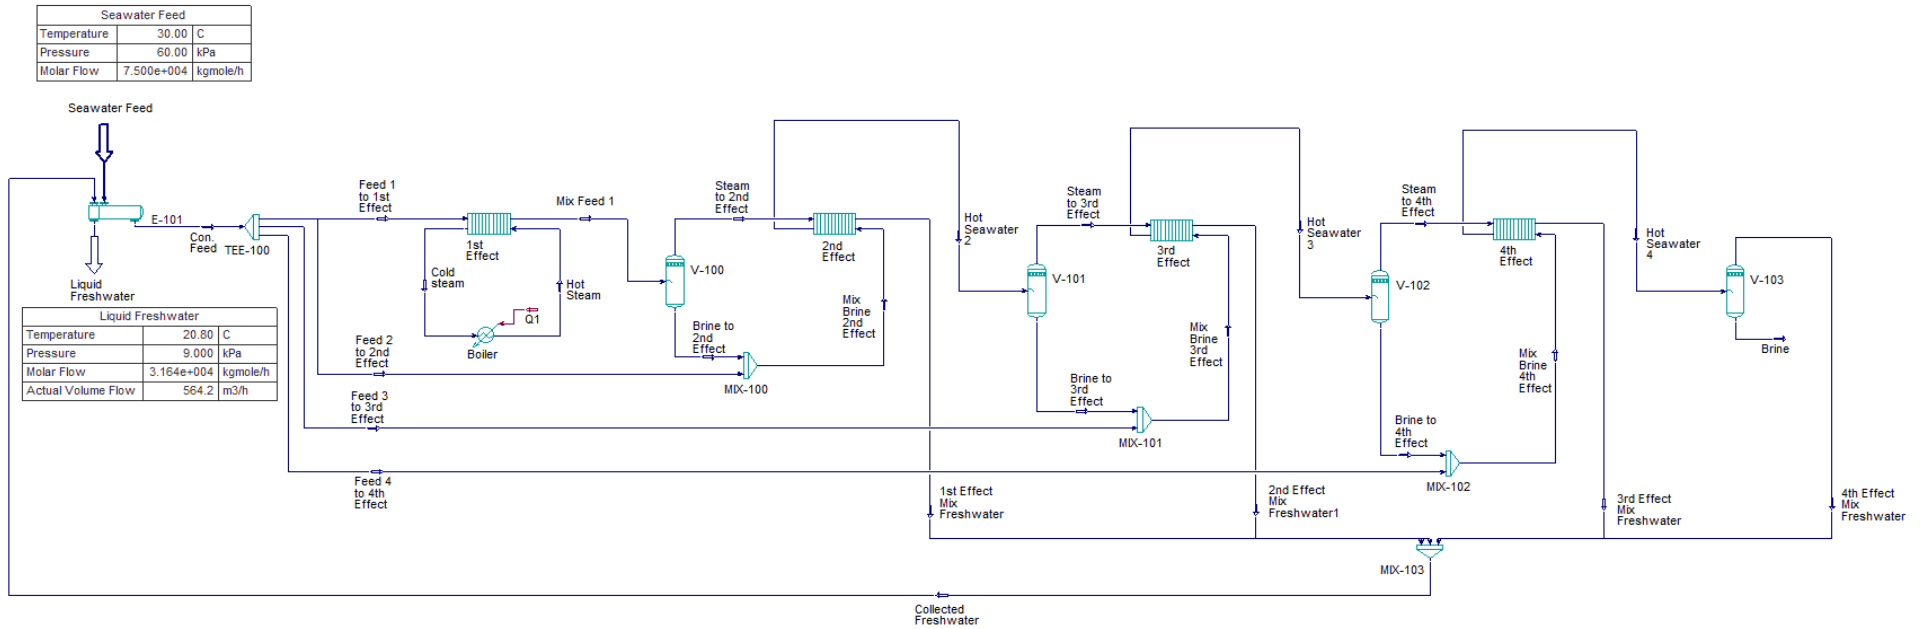 Seawater Feed
Temperature 30.00 C
Pressure 60.00 kPa
Molar Flow 7.500e+004 kgmole/h
Seawater Feed
E-101
Con.
Feed
TEE-100
Liquid
Freshwater
Liquid Freshwater
Temperature 20.80 C
Pressure 9.000 kPa
Molar Flow 3.164e+004 kgmole/h
Actual Volume Flow 564.2 m3/h
Feed 1
to 1st
Effect
1st
Effect
Cold
steam
Hot
Steam
Q1
Boiler
Mix Feed 1
Feed 2
to 2nd
Effect
Feed 3
to 3rd
Effect
Feed 4
to 4th
Effect
V-100
Steam
to 2nd
Effect
2nd
Effect
Brine to
2nd
Effect
MIX-100
Mix
Brine
2nd
Effect
Hot
Seawater
2
1st Effect
Mix
Freshwater
V-101
Steam
to 3rd
Effect
3rd
Effect
Brine to
3rd
Effect
MIX-101
Mix
Brine
3rd
Effect
Hot
Seawater
3
2nd Effect
Mix
Freshwater1
V-102
Steam
to 4th
Effect
4th
Effect
Brine to
4th
Effect
MIX-102
Mix
Brine
4th
Effect
Hot
Seawater
4
3rd Effect
Mix
Freshwater
V-103
Brine
4th Effect
Mix
Freshwater
MIX-103
Collected
Freshwater